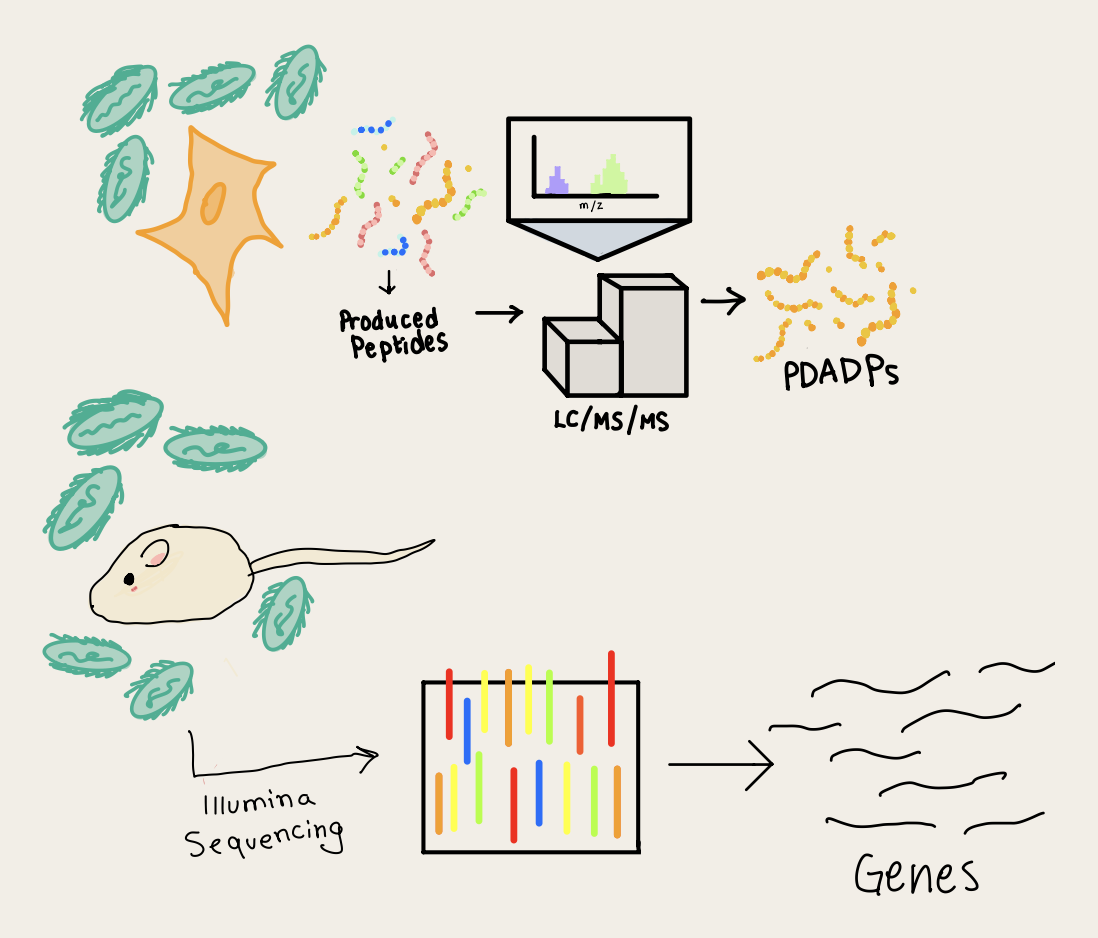 m/z
Produced
Peptides
LC/MS/MS
PDADPs
Illumina
Sequencing
Genes